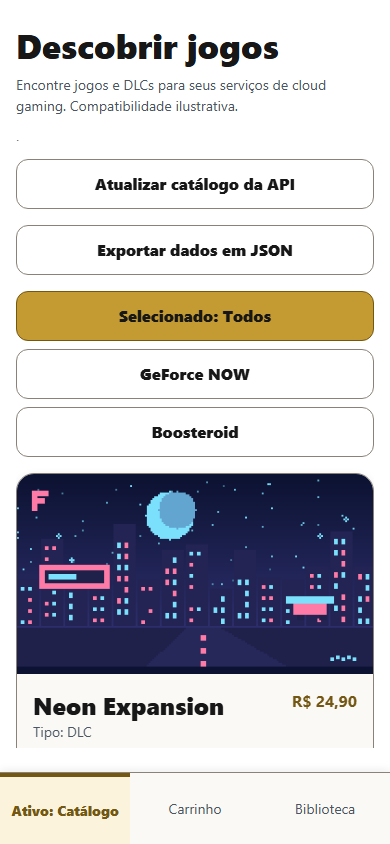 Descobrir jogos
Encontre jogos e DLCs para seus serviços de cloud
gaming. Compatibilidade ilustrativa.
.
Atualizar catálogo da API
Exportar dados em JSON
Selecionado: Todos
GeForce NOW
Boosteroid
F
Neon Expansion
R$ 24,90
Tipo: DLC
Ativo: Catálogo
Carrinho
Biblioteca